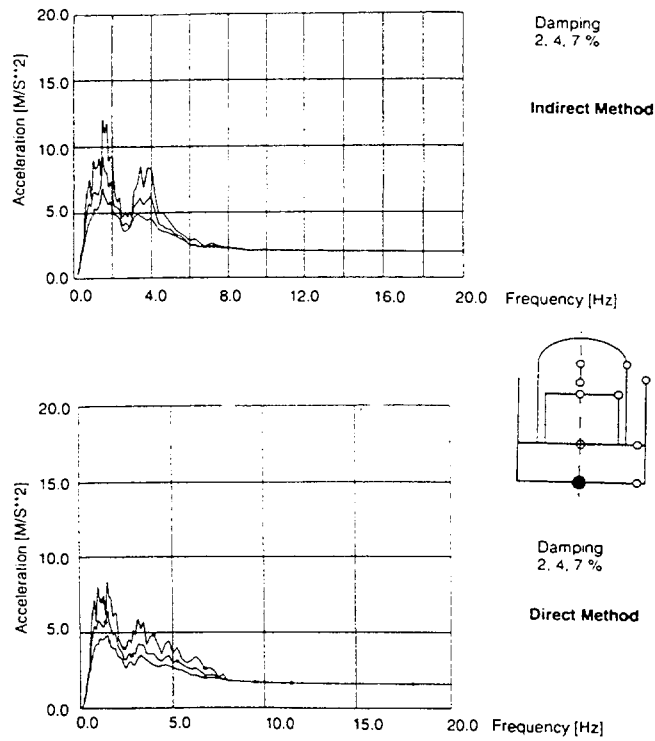 20.0
15.0
10.0
5.0
0.0
Acceleration [M/S**2]
0.0 4.0 8.0 12.0 16.0 20.0 Frequency [Hz]
Damping
2, 4, 7 %
Indirect Method
20.0
15.0
10.0
5.0
0.0
Acceleration [M/S**2]
0.0 5.0 10.0 15.0 20.0 Frequency [Hz]
Damping
2, 4, 7 %
Direct Method